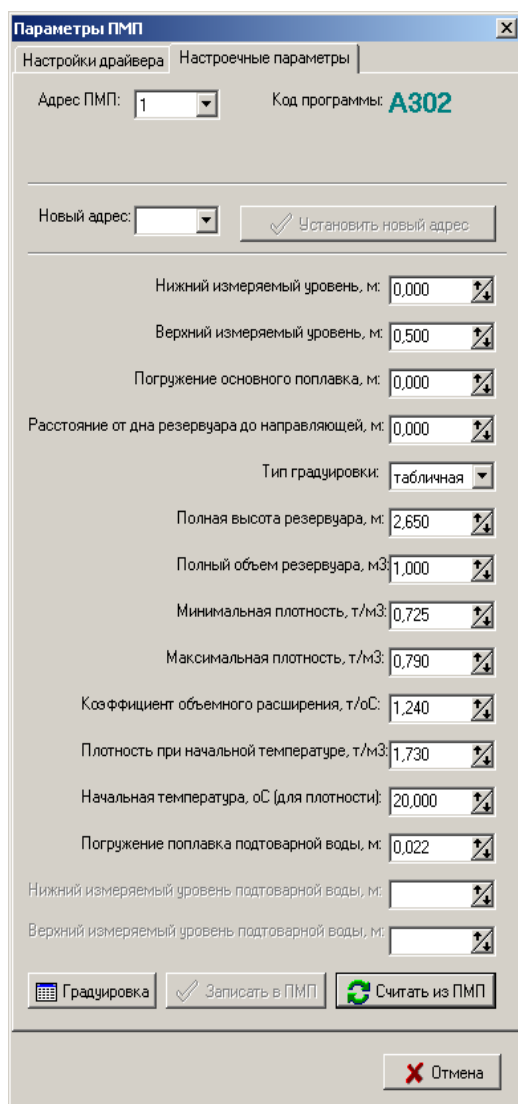 Параметры ПМП
Настройки драйвера Настроечные параметры
Адрес ПМП: 1 Код программы: A302
Новый адрес: Установить новый адрес
Нижний измеряемый уровень, м: 0,000
Верхний измеряемый уровень, м: 0,500
Погружение основного поплавка, м: 0,000
Расстояние от дна резервуара до направляющей, м: 0,000
Тип градуировки: табличная
Полная высота резервуара, м: 2,650
Полный объем резервуара, м3: 1,000
Минимальная плотность, т/м3: 0,725
Максимальная плотность, т/м3: 0,790
Коэффициент объемного расширения, т/оС: 1,240
Плотность при начальной температуре, т/м3: 1,730
Начальная температура, оС (для плотности): 20,000
Погружение поплавка подтоварной воды, м: 0,022
Нижний измеряемый уровень подтоварной воды, м:
Верхний измеряемый уровень подтоварной воды, м:
Градуировка Записать в ПМП Считать из ПМП
Отмена